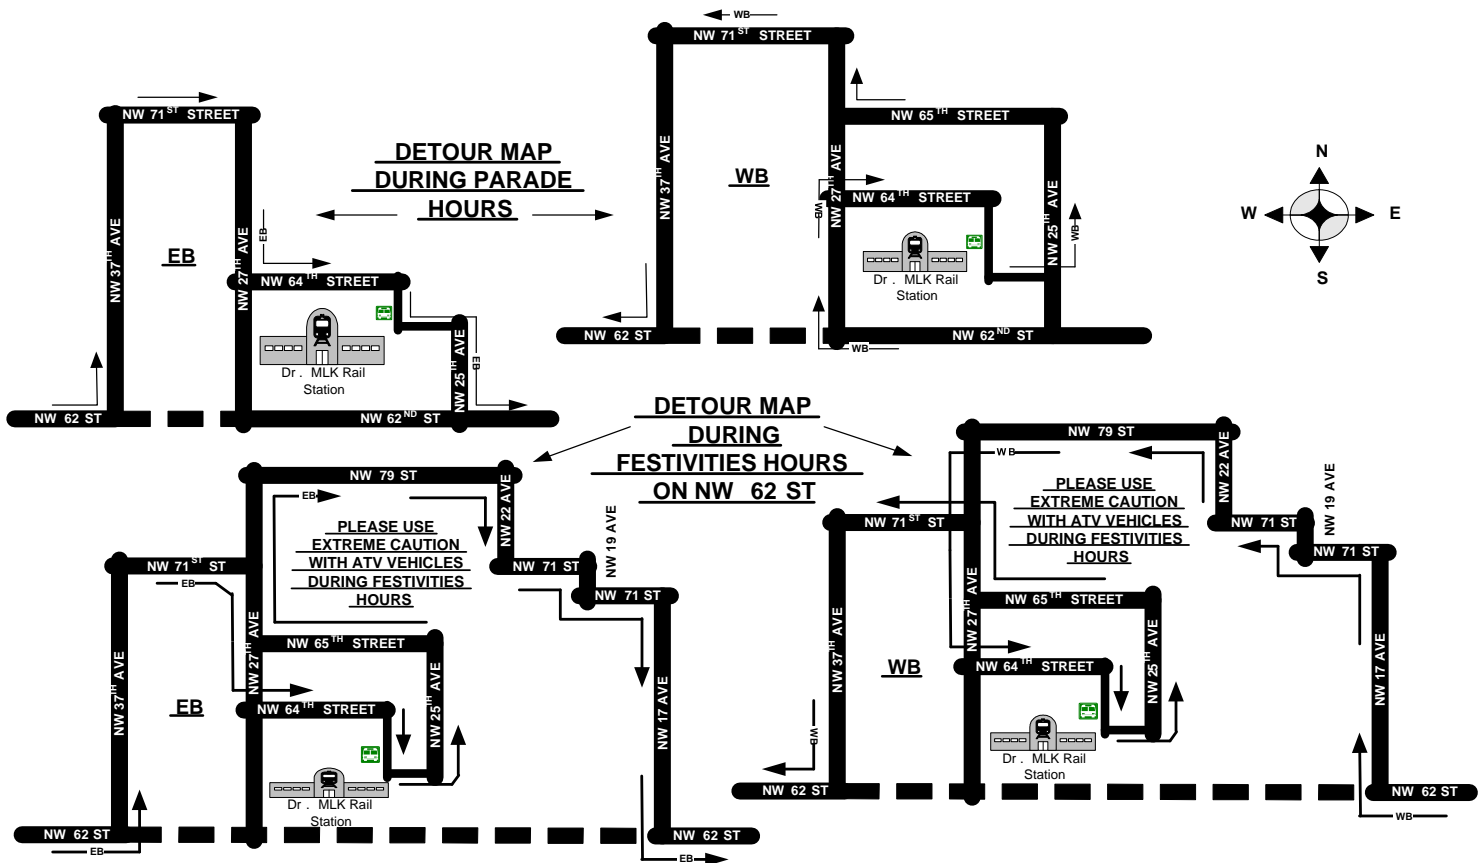 WB
NW 71ST STREET
NW 37TH AVE
WB
NW 27TH AVE
NW 65TH STREET
WB
NW 64TH STREET
NW 25TH AVE
WB
Dr . MLK Rail
Station
NW 62 ST
NW 62ND ST
WB
NW 71ST STREET
NW 37TH AVE
EB
NW 27TH AVE
EB
NW 64TH STREET
Dr . MLK Rail
Station
NW 25TH AVE
EB
NW 62 ST
NW 62ND ST
DETOUR MAP
DURING PARADE
HOURS
N
W
E
S
DETOUR MAP
DURING
FESTIVITIES HOURS
ON NW 62 ST
NW 79 ST
EB
NW 22 AVE
NW 19 AVE
PLEASE USE
EXTREME CAUTION
WITH ATV VEHICLES
DURING FESTIVITIES
HOURS
NW 71ST ST
EB
NW 71 ST
NW 71 ST
NW 37TH AVE
NW 27TH AVE
NW 65TH STREET
EB
NW 64TH STREET
NW 25TH AVE
NW 17 AVE
Dr . MLK Rail
Station
NW 62 ST
EB
NW 62 ST
EB
NW 79 ST
WB
NW 22 AVE
NW 19 AVE
PLEASE USE
EXTREME CAUTION
WITH ATV VEHICLES
DURING FESTIVITIES
HOURS
NW 71ST ST
NW 71 ST
NW 71 ST
NW 37TH AVE
NW 27TH AVE
NW 65TH STREET
WB
NW 64TH STREET
NW 25TH AVE
NW 17 AVE
WB
Dr . MLK Rail
Station
NW 62 ST
NW 62 ST
WB